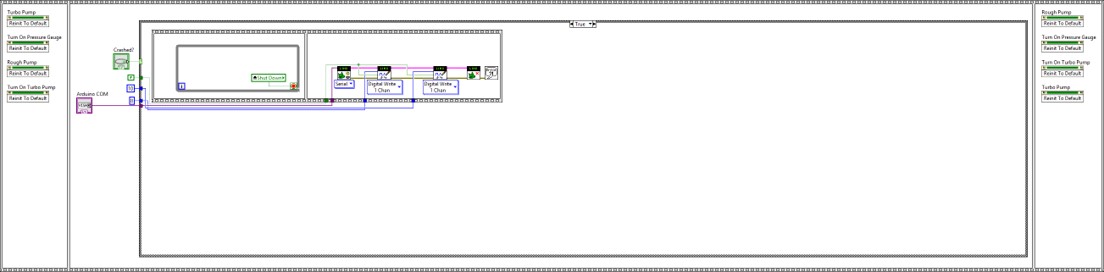 Turbo Pump
Reinit To Default
Turn On Pressure Gauge
Reinit To Default
Rough Pump
Reinit To Default
Turn On Turbo Pump
Reinit To Default
Crashed?
Arduino COM
True
Shut Down
Serial
Digital Write
1 Chan
Digital Write
1 Chan
Rough Pump
Reinit To Default
Turn On Pressure Gauge
Reinit To Default
Turn On Turbo Pump
Reinit To Default
Turbo Pump
Reinit To Default